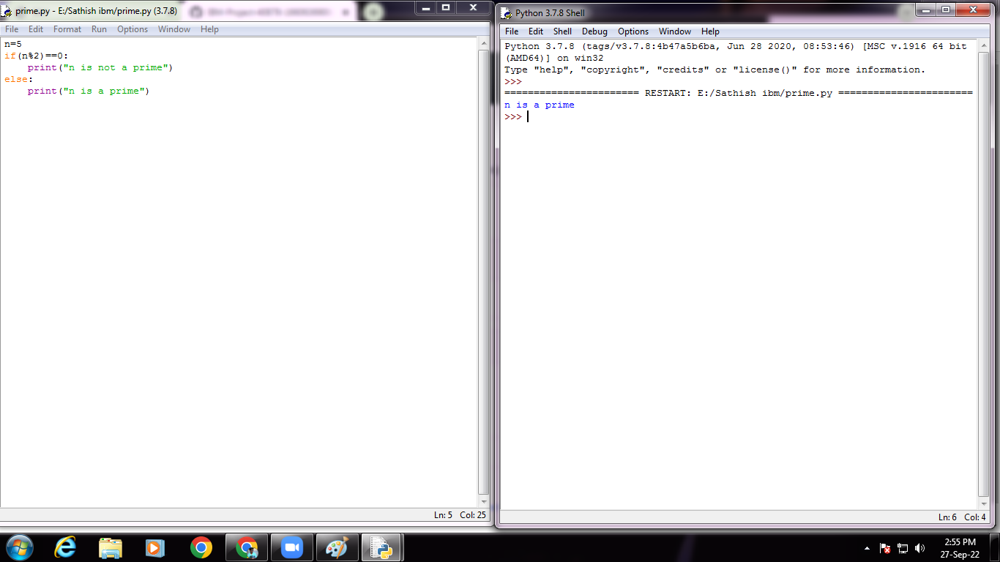 prime.py - E:/Sathish ibm/prime.py (3.7.8)
File Edit Format Run Options Window Help
n=5
if(n%2)==0:
    print("n is not a prime")
else:
    print("n is a prime")
Ln: 5 Col: 25
Python 3.7.8 Shell
File Edit Shell Debug Options Window Help
Python 3.7.8 (tags/v3.7.8:4b47a5b6ba, Jun 28 2020, 08:53:46) [MSC v.1916 64 bit
(AMD64)] on win32
Type "help", "copyright", "credits" or "license()" for more information.
>>>
======================= RESTART: E:/Sathish ibm/prime.py =======================
n is a prime
>>>
Ln: 6 Col: 4
2:55 PM
27-Sep-22